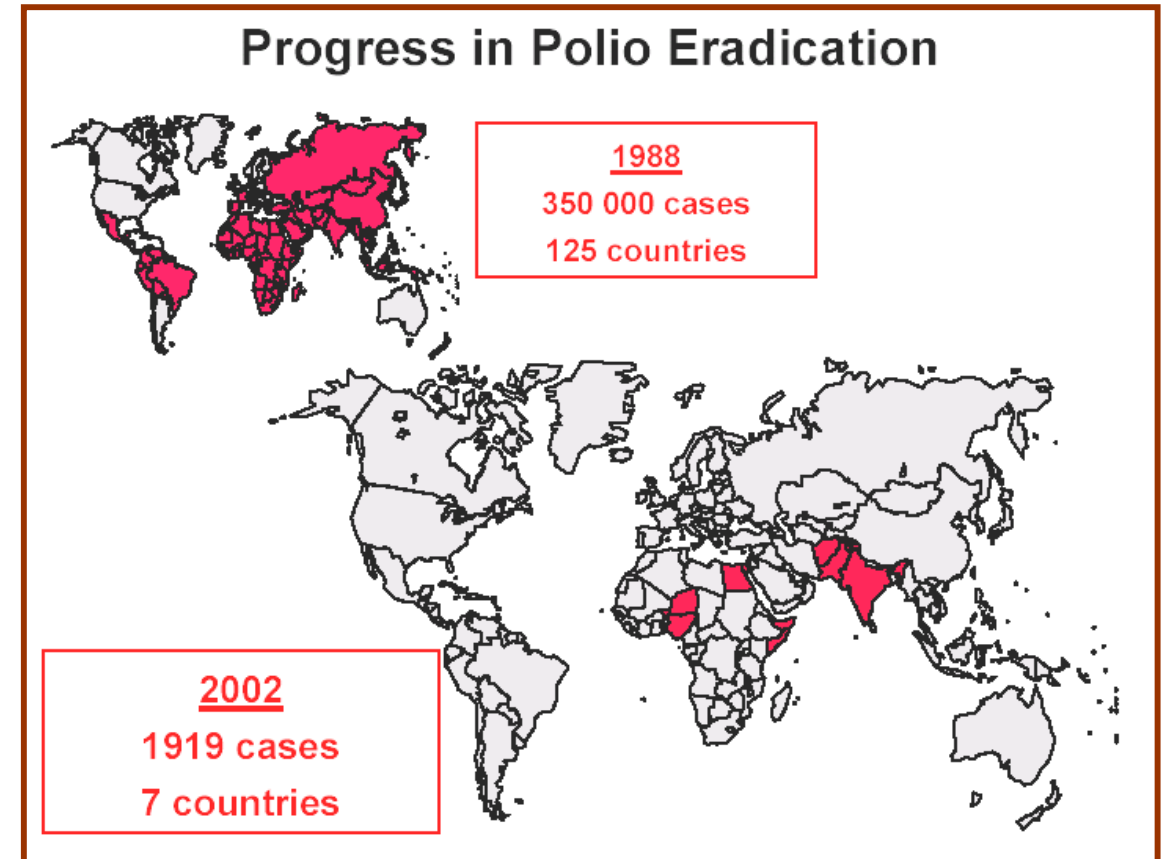 Progress in Polio Eradication
1988
350 000 cases
125 countries
2002
1919 cases
7 countries